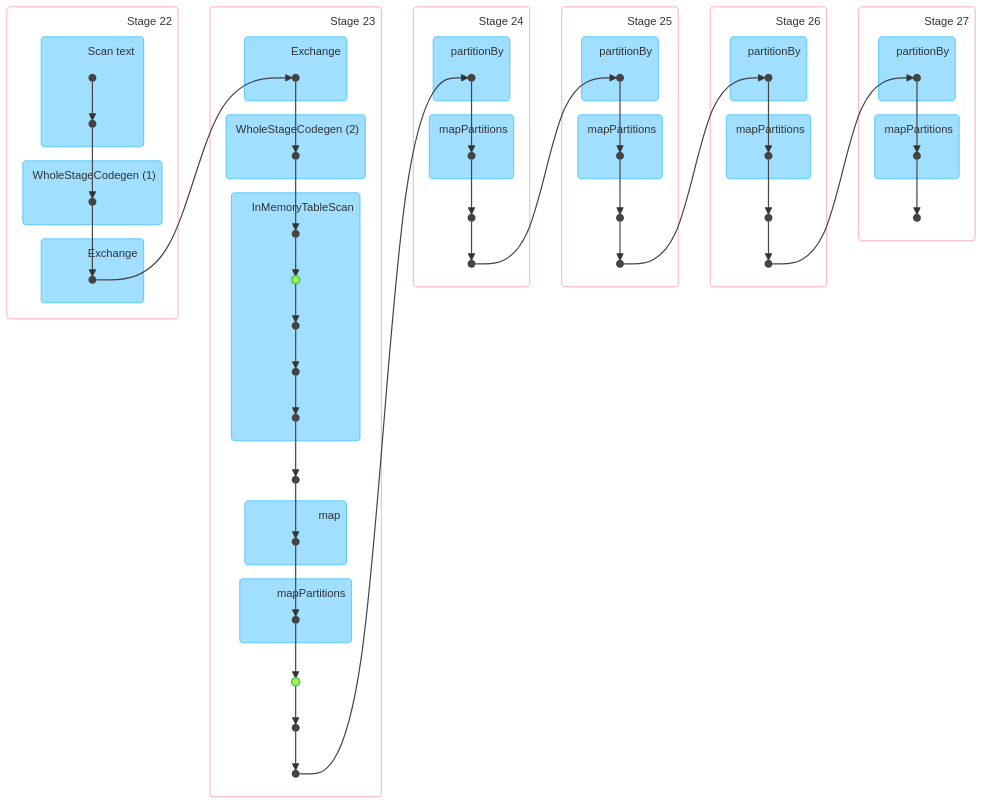 Stage 22
Scan text
WholeStageCodegen (1)
Exchange
Stage 23
Exchange
WholeStageCodegen (2)
InMemoryTableScan
map
mapPartitions
Stage 24
partitionBy
mapPartitions
Stage 25
partitionBy
mapPartitions
Stage 26
partitionBy
mapPartitions
Stage 27
partitionBy
mapPartitions